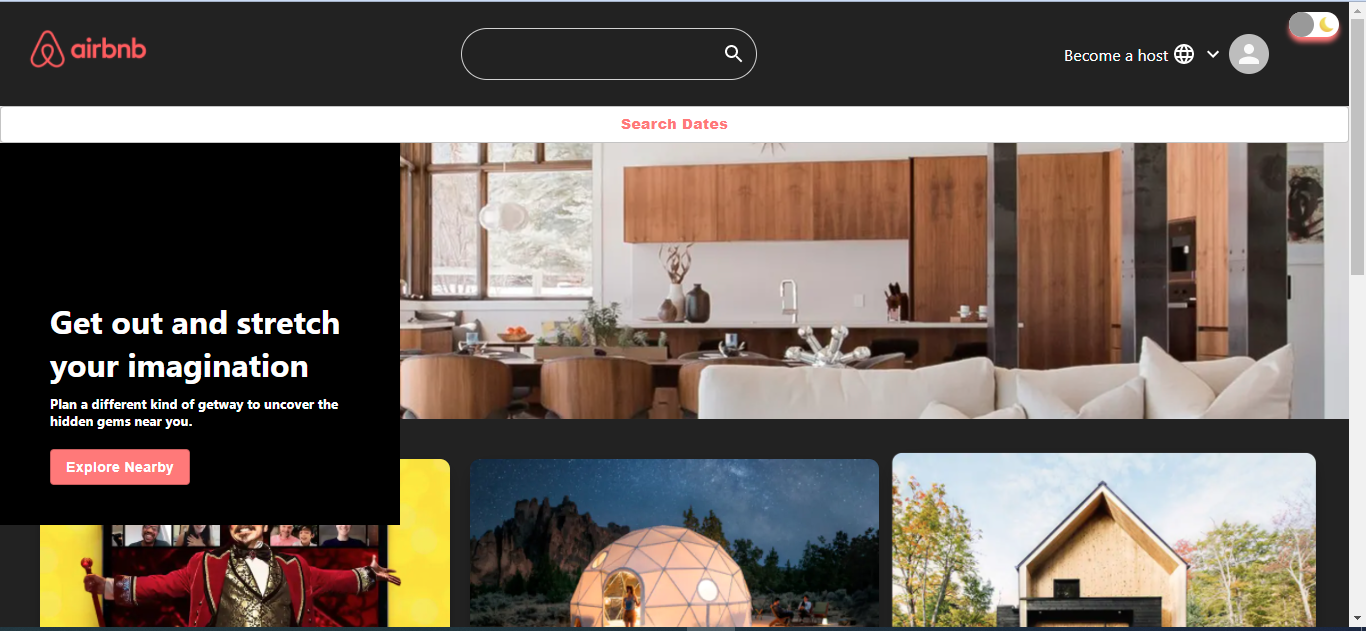 airbnb
Become a host
Search Dates
Get out and stretch
your imagination
Plan a different kind of getway to uncover the
hidden gems near you.
Explore Nearby